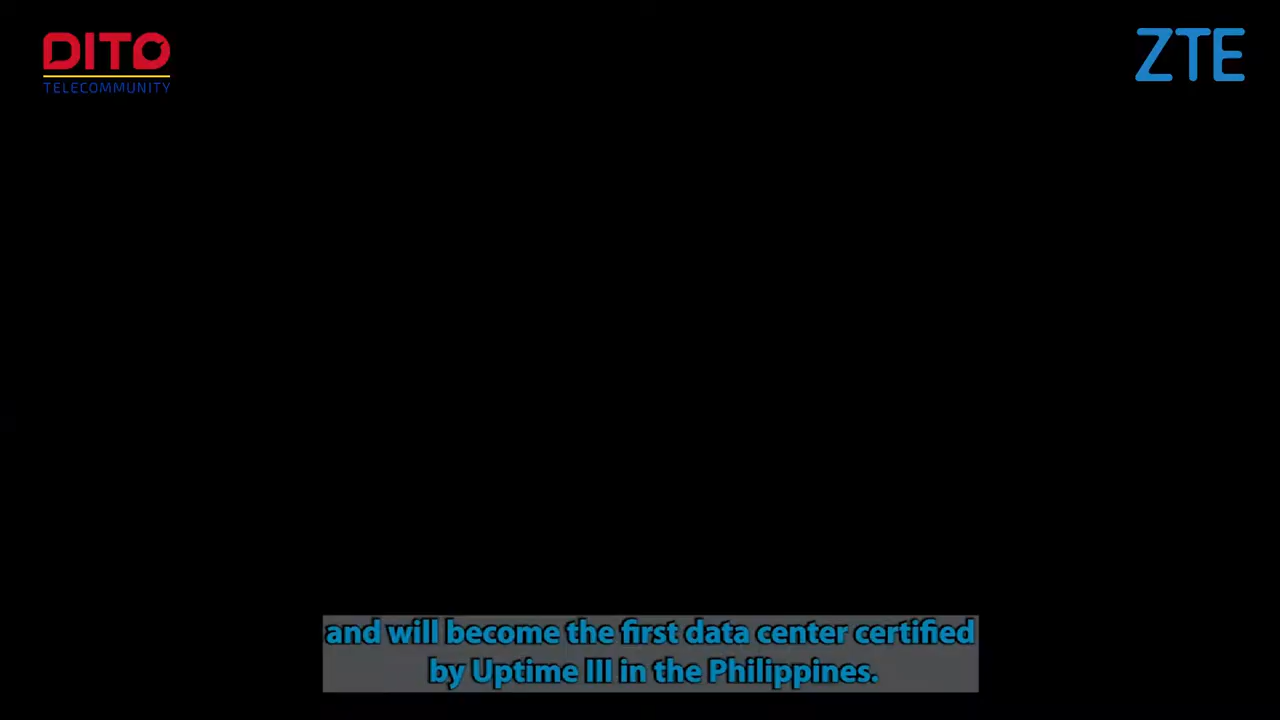 DITO
TELECOMMUNITY
ZTE
and will become the first data center certified
by Uptime III in the Philippines.